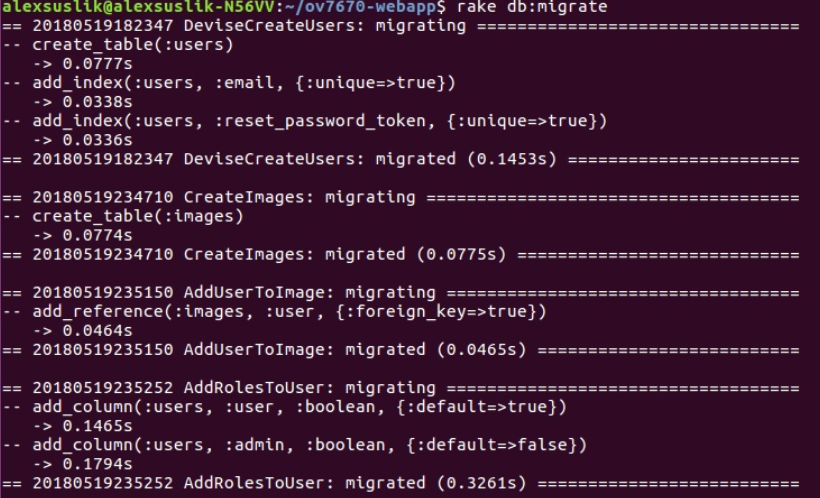 alexsuslik@alexsuslik-N56VV:~/ov7670-webapp$ rake db:migrate
== 20180519182347 DeviseCreateUsers: migrating ================================
-- create_table(:users)
   -> 0.0777s
-- add_index(:users, :email, {:unique=>true})
   -> 0.0338s
-- add_index(:users, :reset_password_token, {:unique=>true})
   -> 0.0336s
== 20180519182347 DeviseCreateUsers: migrated (0.1453s) =======================

== 20180519234710 CreateImages: migrating =====================================
-- create_table(:images)
   -> 0.0774s
== 20180519234710 CreateImages: migrated (0.0775s) ============================

== 20180519235150 AddUserToImage: migrating ===================================
-- add_reference(:images, :user, {:foreign_key=>true})
   -> 0.0464s
== 20180519235150 AddUserToImage: migrated (0.0465s) ==========================

== 20180519235252 AddRolesToUser: migrating ===================================
-- add_column(:users, :user, :boolean, {:default=>true})
   -> 0.1465s
-- add_column(:users, :admin, :boolean, {:default=>false})
   -> 0.1794s
== 20180519235252 AddRolesToUser: migrated (0.3261s) ==========================